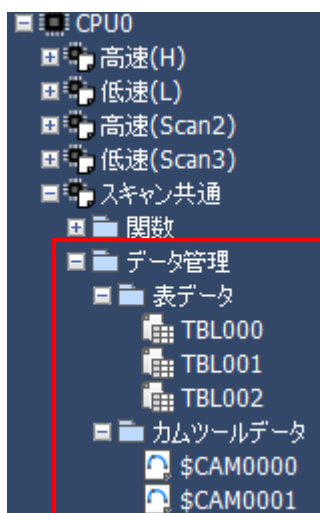 CPU0
高速(H)
低速(L)
高速(Scan2)
低速(Scan3)
スキャン共通
関数
データ管理
表データ
TBL000
TBL001
TBL002
カムツールデータ
$CAM0000
$CAM0001